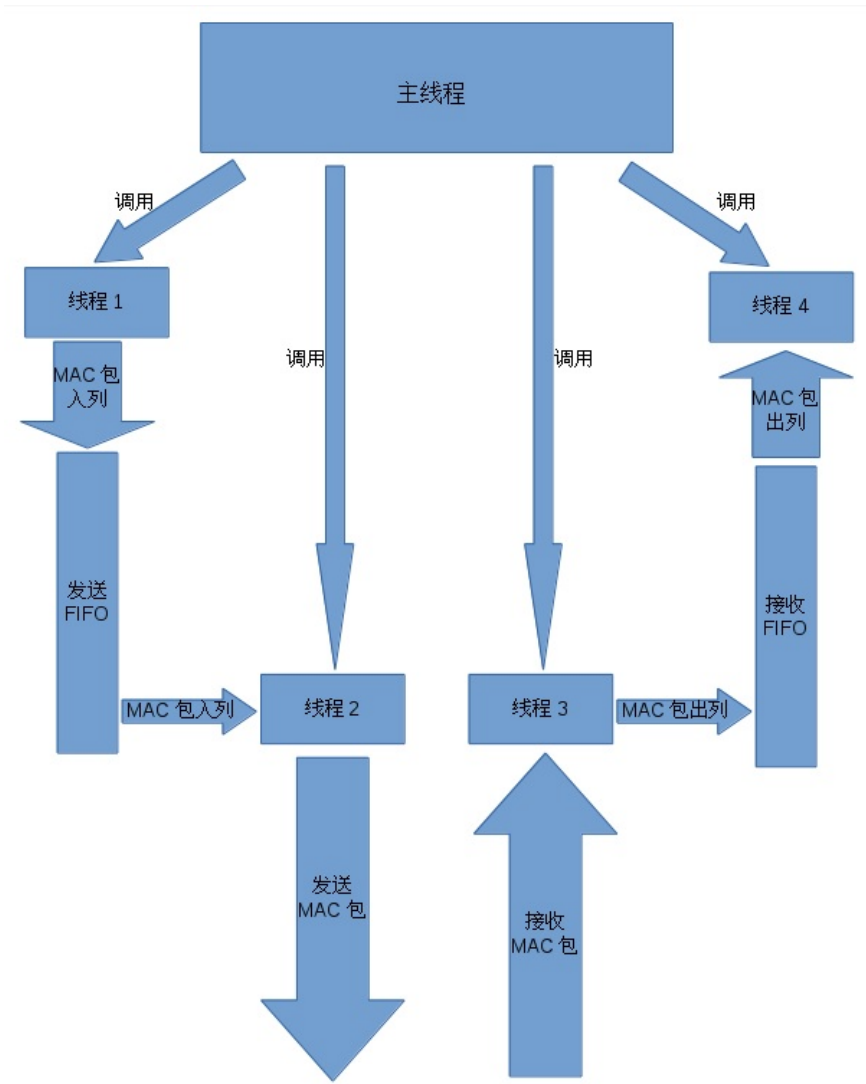 主线程
调用
调用
线程 1
线程 4
调用
调用
MAC 包
入列
MAC 包
出列
发送
FIFO
接收
FIFO
MAC 包入列
线程 2
线程 3
MAC 包出列
发送
MAC 包
接收
MAC 包